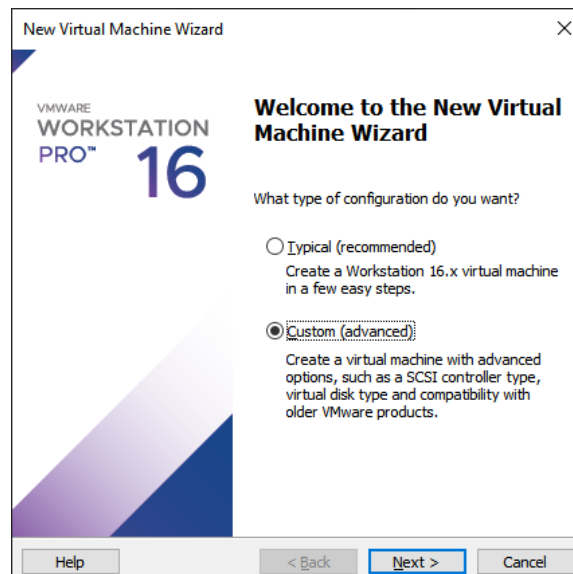 New Virtual Machine Wizard
VMWARE
WORKSTATION
PRO™ 16
Welcome to the New Virtual
Machine Wizard
What type of configuration do you want?
Typical (recommended)
Create a Workstation 16.x virtual machine
in a few easy steps.
Custom (advanced)
Create a virtual machine with advanced
options, such as a SCSI controller type,
virtual disk type and compatibility with
older VMware products.
Help
< Back
Next >
Cancel